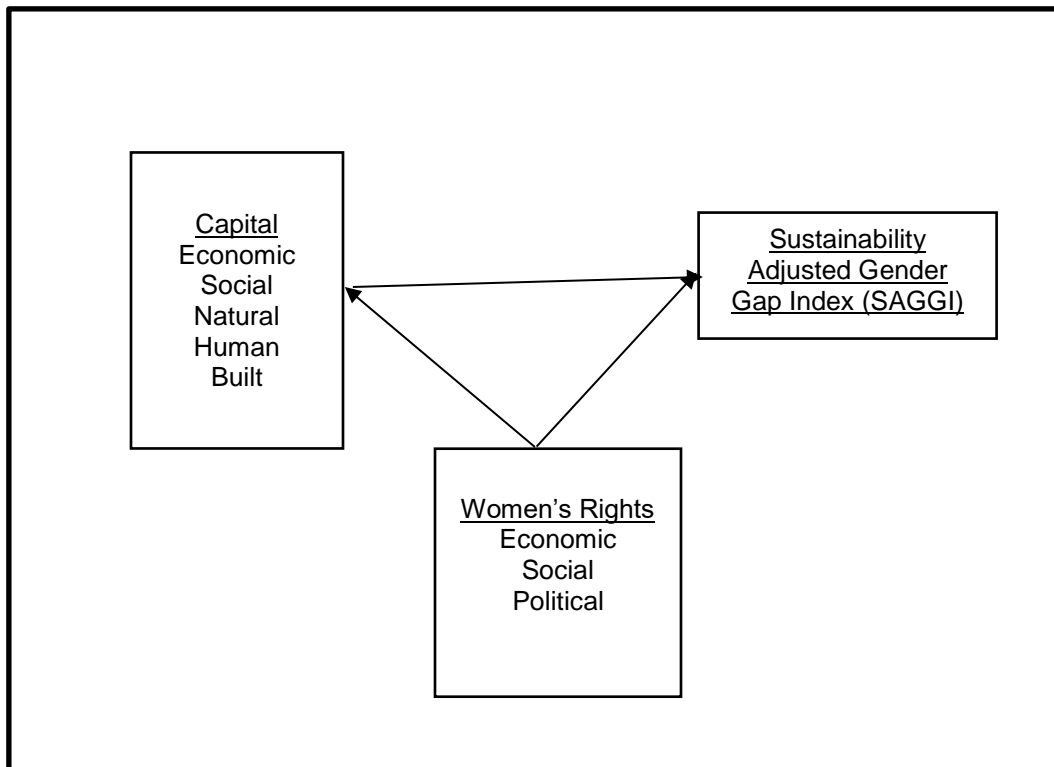 Capital
Economic
Social
Natural
Human
Built
Sustainability
Adjusted Gender
Gap Index (SAGGI)
Women’s Rights
Economic
Social
Political